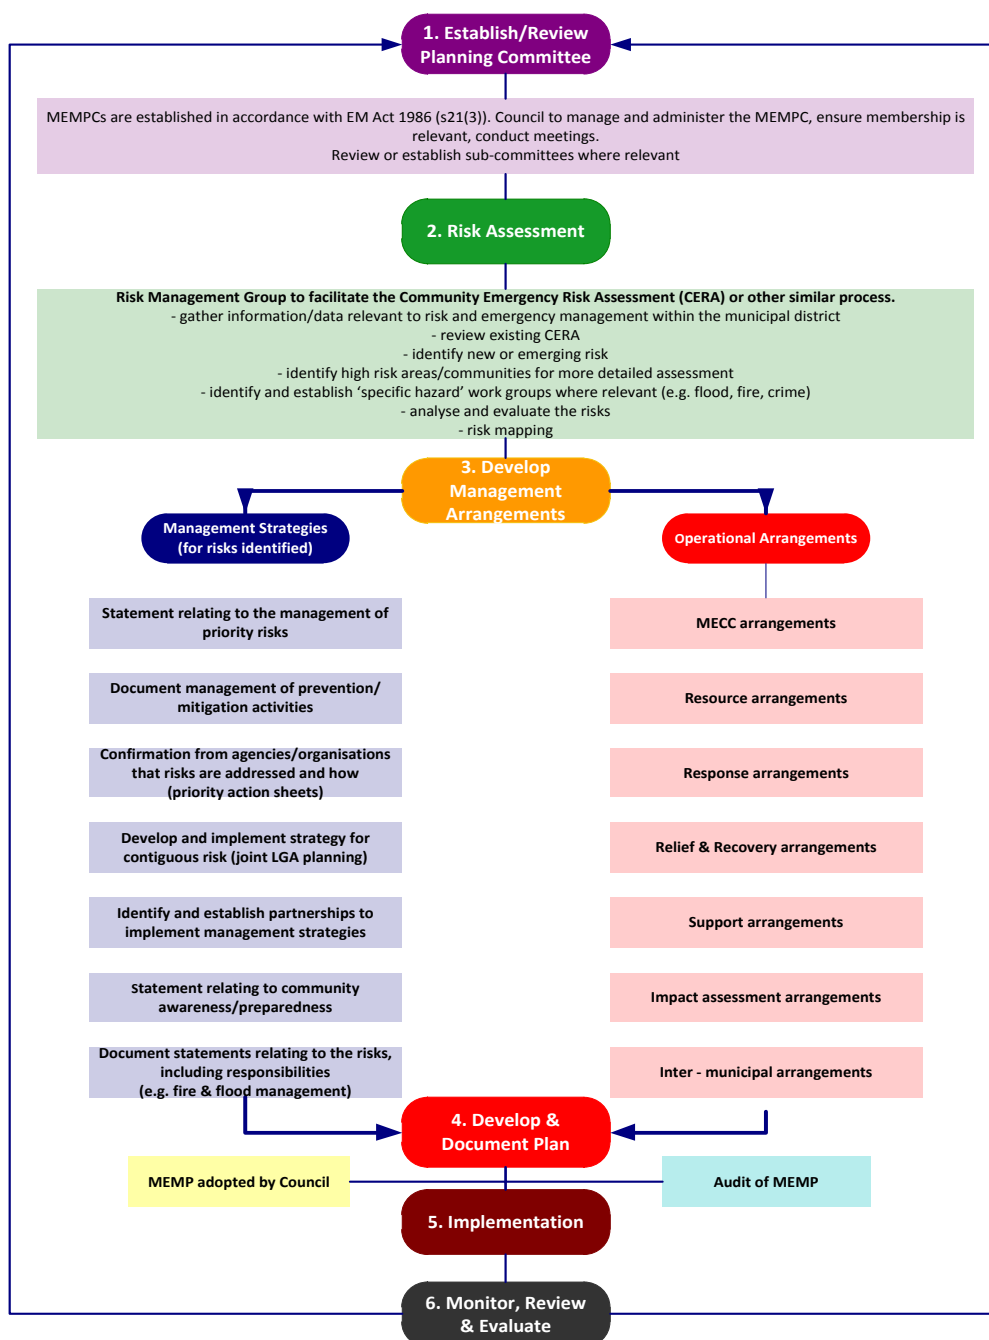 1. Establish/Review
Planning Committee
MEMPCs are established in accordance with EM Act 1986 (s21(3)). Council to manage and administer the MEMPC, ensure membership is
relevant, conduct meetings.
Review or establish sub-committees where relevant
2. Risk Assessment
Risk Management Group to facilitate the Community Emergency Risk Assessment (CERA) or other similar process.
- gather information/data relevant to risk and emergency management within the municipal district
- review existing CERA
- identify new or emerging risk
- identify high risk areas/communities for more detailed assessment
- identify and establish ‘specific hazard’ work groups where relevant (e.g. flood, fire, crime)
- analyse and evaluate the risks
- risk mapping
3. Develop
Management
Arrangements
Management Strategies
(for risks identified)
Statement relating to the management of
priority risks
Document management of prevention/
mitigation activities
Confirmation from agencies/organisations
that risks are addressed and how
(priority action sheets)
Develop and implement strategy for
contiguous risk (joint LGA planning)
Identify and establish partnerships to
implement management strategies
Statement relating to community
awareness/preparedness
Document statements relating to the risks,
including responsibilities
(e.g. fire & flood management)
Operational Arrangements
MECC arrangements
Resource arrangements
Response arrangements
Relief & Recovery arrangements
Support arrangements
Impact assessment arrangements
Inter - municipal arrangements
4. Develop &
Document Plan
MEMP adopted by Council
Audit of MEMP
5. Implementation
6. Monitor, Review
& Evaluate